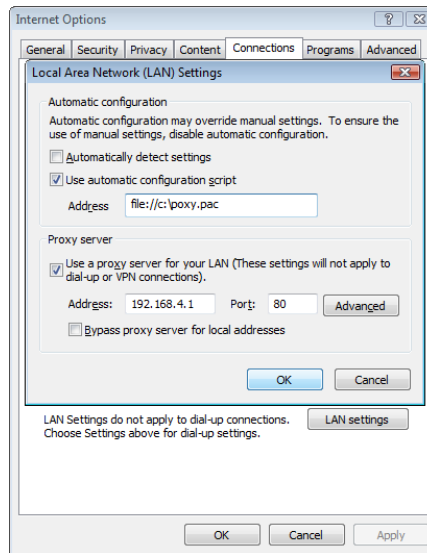 Internet Options
General Security Privacy Content Connections Programs Advanced
Local Area Network (LAN) Settings
Automatic configuration
Automatic configuration may override manual settings. To ensure the
use of manual settings, disable automatic configuration.
Automatically detect settings
Use automatic configuration script
Address file://c:\poxy.pac
Proxy server
Use a proxy server for your LAN (These settings will not apply to
dial-up or VPN connections).
Address: 192.168.4.1 Port: 80 Advanced
Bypass proxy server for local addresses
OK Cancel
LAN Settings do not apply to dial-up connections. LAN settings
Choose Settings above for dial-up settings.
OK Cancel Apply